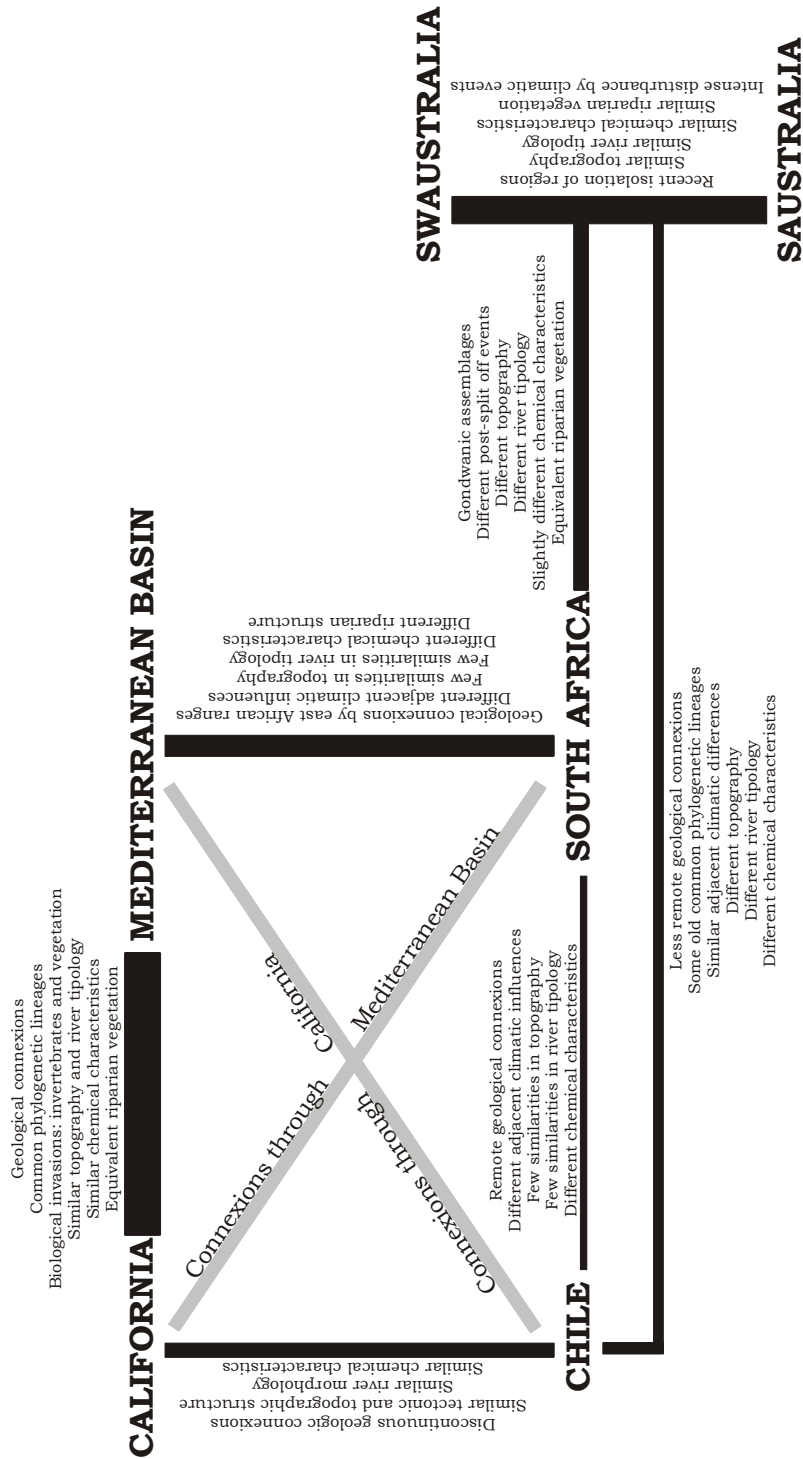 CALIFORNIA
Geological connexions
Common phylogenetic lineages
Biological invasions: invertebrates and vegetation
Similar topography and river tipology
Similar chemical characteristics
Equivalent riparian vegetation
MEDITERRANEAN BASIN
Discontinuous geologic connexions
Similar tectonic and topographic structure
Similar river morphology
Similar chemical characteristics
Connexions through
Mediterranean Basin
Connexions through
California
Geological connexions by east African ranges
Different adjacent climatic influences
Few similarities in topography
Few similarities in river tipology
Different chemical characteristics
Different riparian structure
CHILE
Remote geological connexions
Different adjacent climatic influences
Few similarities in topography
Few similarities in river tipology
Different chemical characteristics
SOUTH AFRICA
Gondwanic assemblages
Different post-split off events
Different topography
Different river tipology
Slightly different chemical characteristics
Equivalent riparian vegetation
SWAUSTRALIA
Recent isolation of regions
Similar topography
Similar river tipology
Similar chemical characteristics
Similar riparian vegetation
Intense disturbance by climatic events
SAUSTRALIA
Less remote geological connexions
Some old common phylogenetic lineages
Similar adjacent climatic differences
Different topography
Different river tipology
Different chemical characteristics